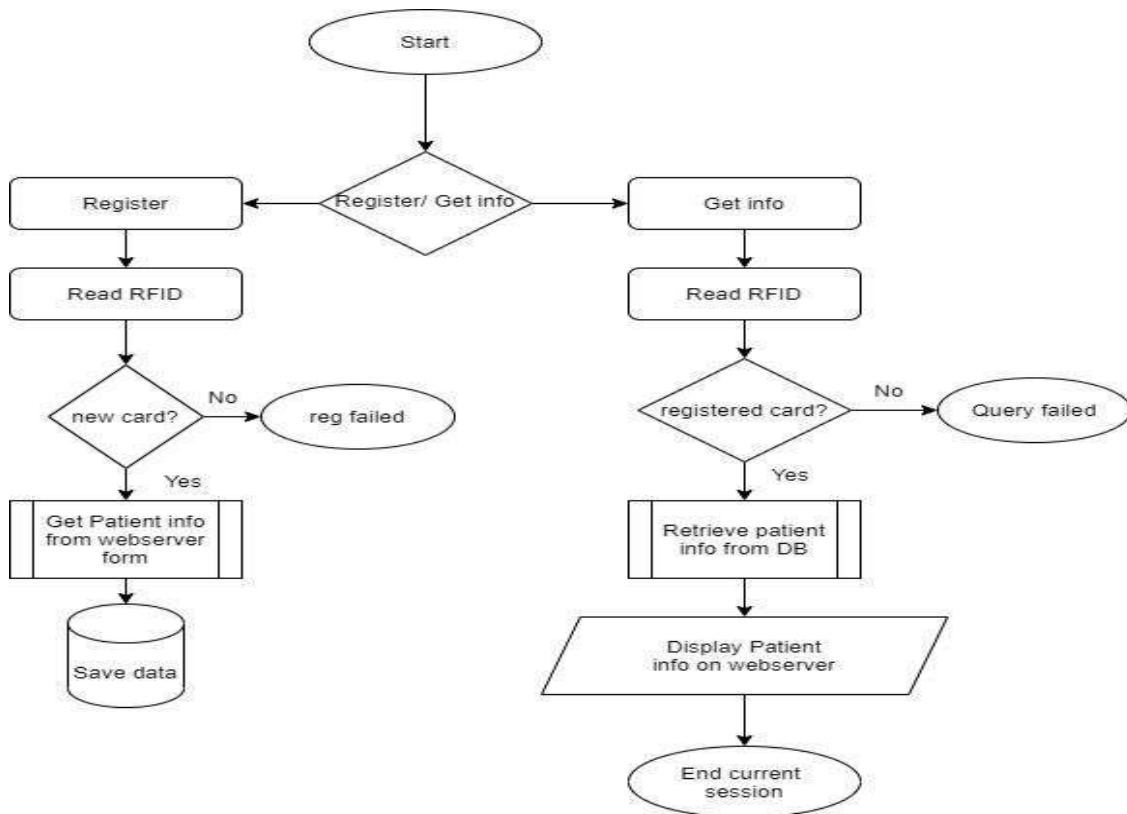 Start
Register/ Get info
Register
Get info
Read RFID
Read RFID
new card?
No
reg failed
registered card?
No
Query failed
Yes
Yes
Get Patient info
from webserver
form
Retrieve patient
info from DB
Save data
Display Patient
info on webserver
End current
session